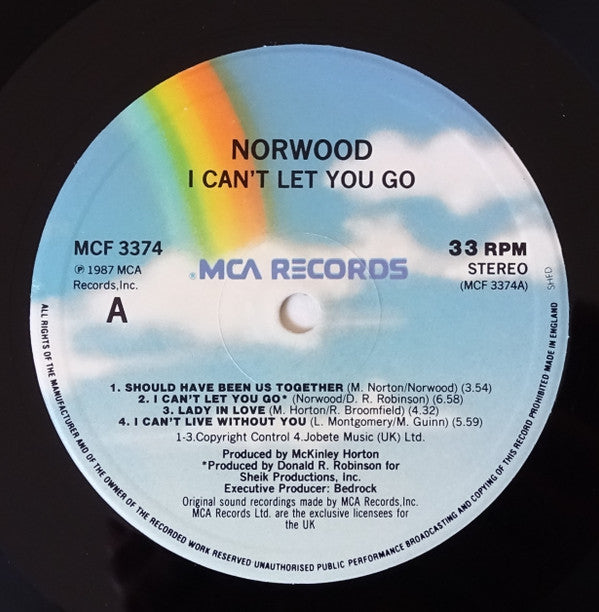 NORWOOD
I CAN'T LET YOU GO
MCF 3374
℗ 1987 MCA
Records, Inc.
A
® MCA RECORDS
33 RPM
STEREO
(MCF 3374A)
SHED
1. SHOULD HAVE BEEN US TOGETHER (M. Norton/Norwood) (3.54)
2. I CAN'T LET YOU GO* (Norwood/D. R. Robinson) (6.58)
3. LADY IN LOVE (M. Horton/R. Broomfield) (4.32)
4. I CAN'T LIVE WITHOUT YOU (L. Montgomery/M. Guinn) (5.59)
1-3.Copyright Control 4.Jobete Music (UK) Ltd.
Produced by McKinley Horton
*Produced by Donald R. Robinson for
Sheik Productions, Inc.
Executive Producer: Bedrock
Original sound recordings made by MCA Records,Inc.
MCA Records Ltd. are the exclusive licensees for
the UK
ALL RIGHTS OF THE MANUFACTURER AND OF THE OWNER OF THE RECORDED WORK RESERVED UNAUTHORISED PUBLIC PERFORMANCE BROADCASTING AND COPYING OF THIS RECORD PROHIBITED MADE IN ENGLAND